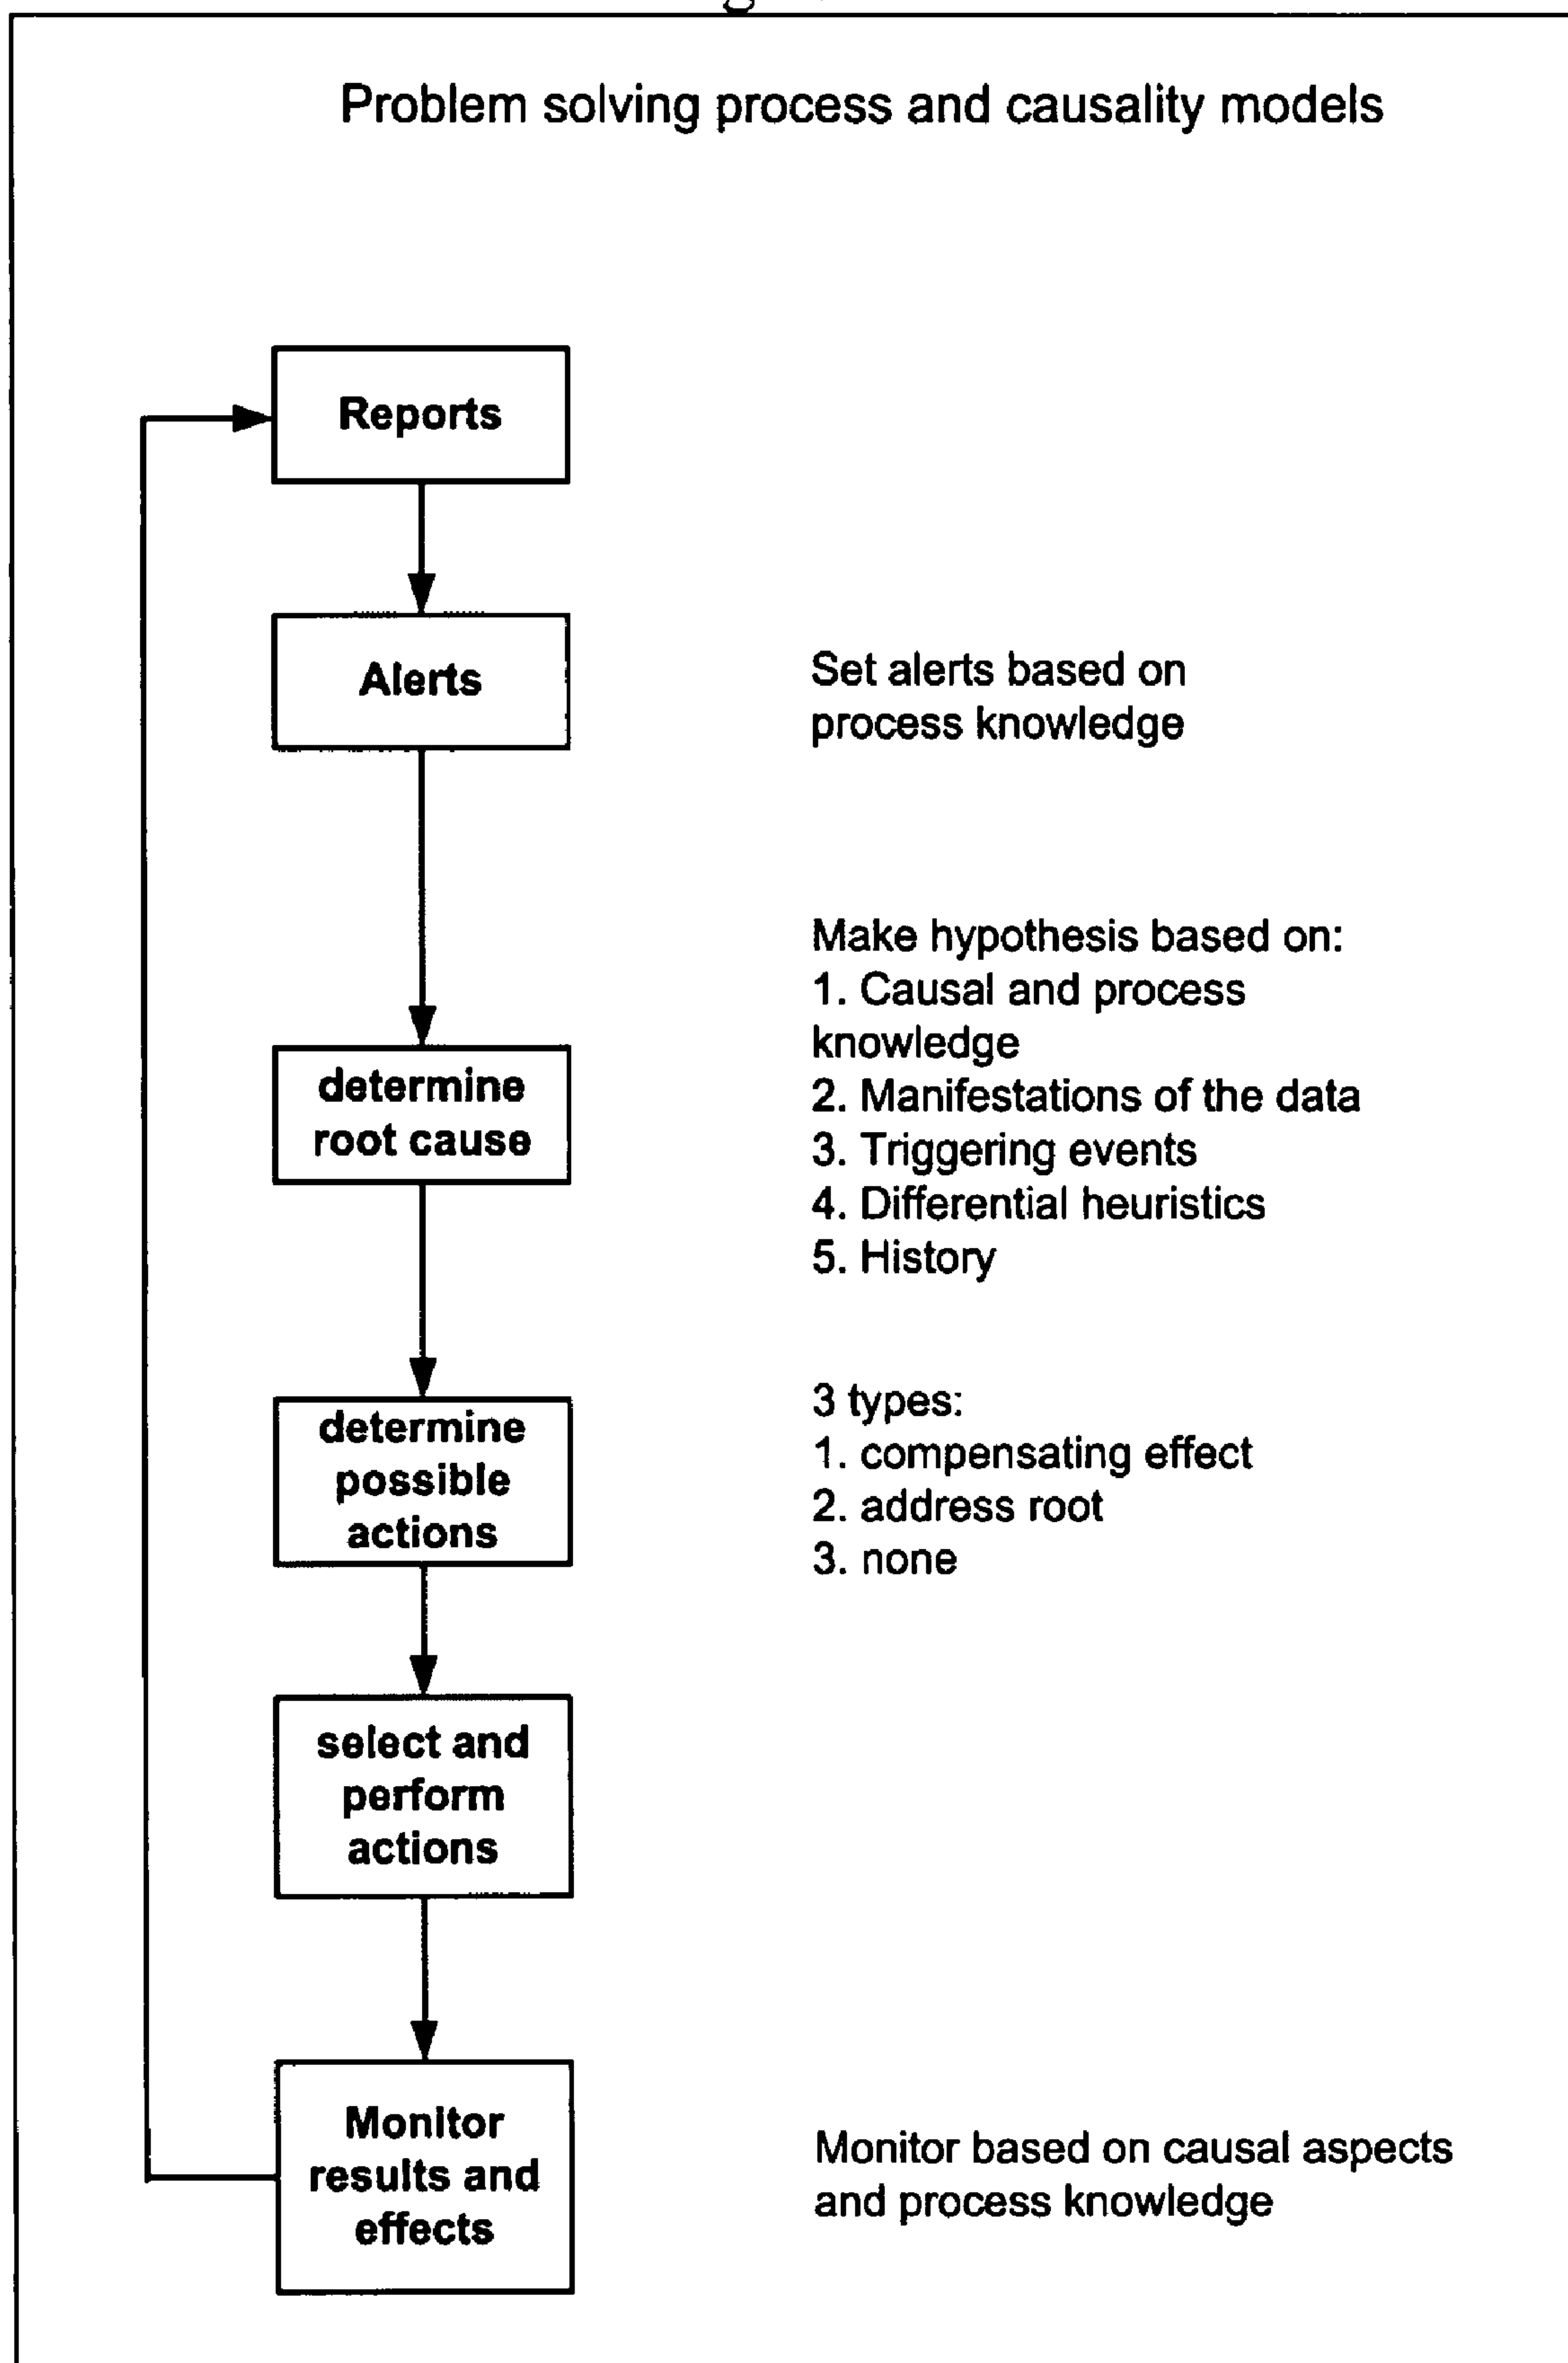 Problem solving process and causality models
Reports
Alerts
Set alerts based on
process knowledge
Make hypothesis based on:
1. Causal and process
knowledge
2. Manifestations of the data
3. Triggering events
4. Differential heuristics
5. History
determine
root cause
determine
possible
actions
3 types:
1. compensating effect
2. address root
3. none
select and
perform
actions
Monitor
results and
effects
Monitor based on causal aspects
and process knowledge